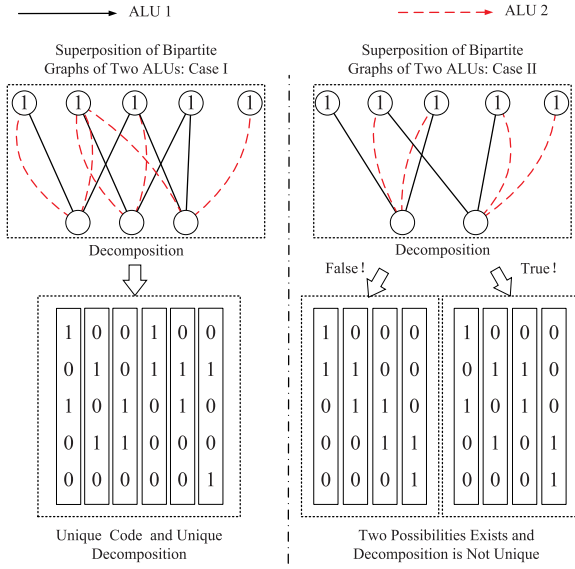 ALU 1
ALU 2
Superposition of Bipartite
Graphs of Two ALUs: Case I
1 1 1 1 1
Decomposition
1 0 0 1 0 0
0 1 0 1 1 1
1 0 1 0 1 0
0 1 1 0 0 0
0 0 0 0 0 1
Unique Code and Unique
Decomposition
Superposition of Bipartite
Graphs of Two ALUs: Case II
1 1 1 1 1
Decomposition
False!
True!
1 0 0 0
1 1 1 0
0 1 1 0
0 0 1 1
0 0 0 1
1 0 0 0
0 1 1 0
1 0 1 0
0 1 0 1
0 0 0 1
Two Possibilities Exists and
Decomposition is Not Unique